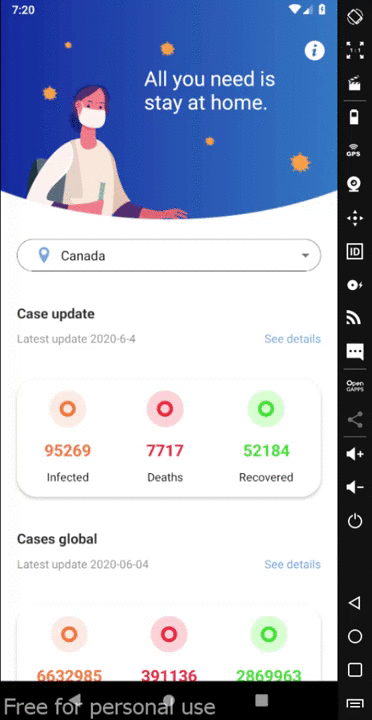 7:20
All you need is
stay at home.
Canada
Case update
Latest update 2020-6-4
See details
95269
7717
52184
Infected
Deaths
Recovered
Cases global
Latest update 2020-06-04
See details
6632985
391136
2869963
Free for personal use
GPS
ID
Open
GAPPS
1:1